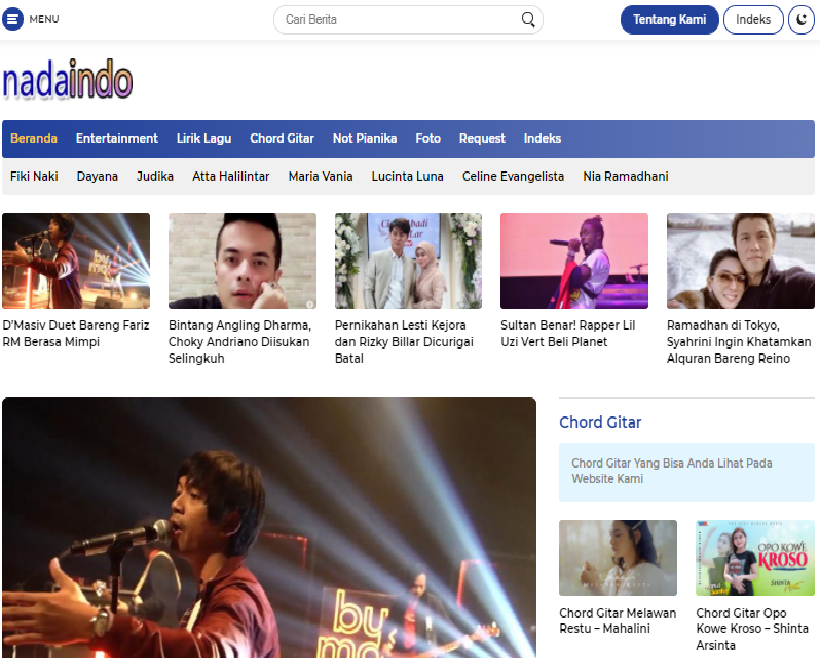 MENU
Cari Berita
Tentang Kami
Indeks
nadaindo
Beranda Entertainment Lirik Lagu Chord Gitar Not Pianika Foto Request Indeks
Fiki Naki Dayana Judika Atta Halilintar Maria Vania Lucinta Luna Celine Evangelista Nia Ramadhani
D'Masiv Duet Bareng Fariz
RM Berasa Mimpi
Bintang Angling Dharma,
Choky Andriano Diisukan
Selingkuh
Pernikahan Lesti Kejora
dan Rizky Billar Dicurigai
Batal
Sultan Benar! Rapper Lil
Uzi Vert Beli Planet
Ramadhan di Tokyo,
Syahrini Ingin Khatamkan
Alquran Bareng Reino
by
ma
Chord Gitar
Chord Gitar Yang Bisa Anda Lihat Pada
Website Kami
OPO KOWE
KROSO
SHINTA
Chord Gitar Melawan
Restu – Mahalini
Chord Gitar Opo
Kowe Kroso – Shinta
Arsinta